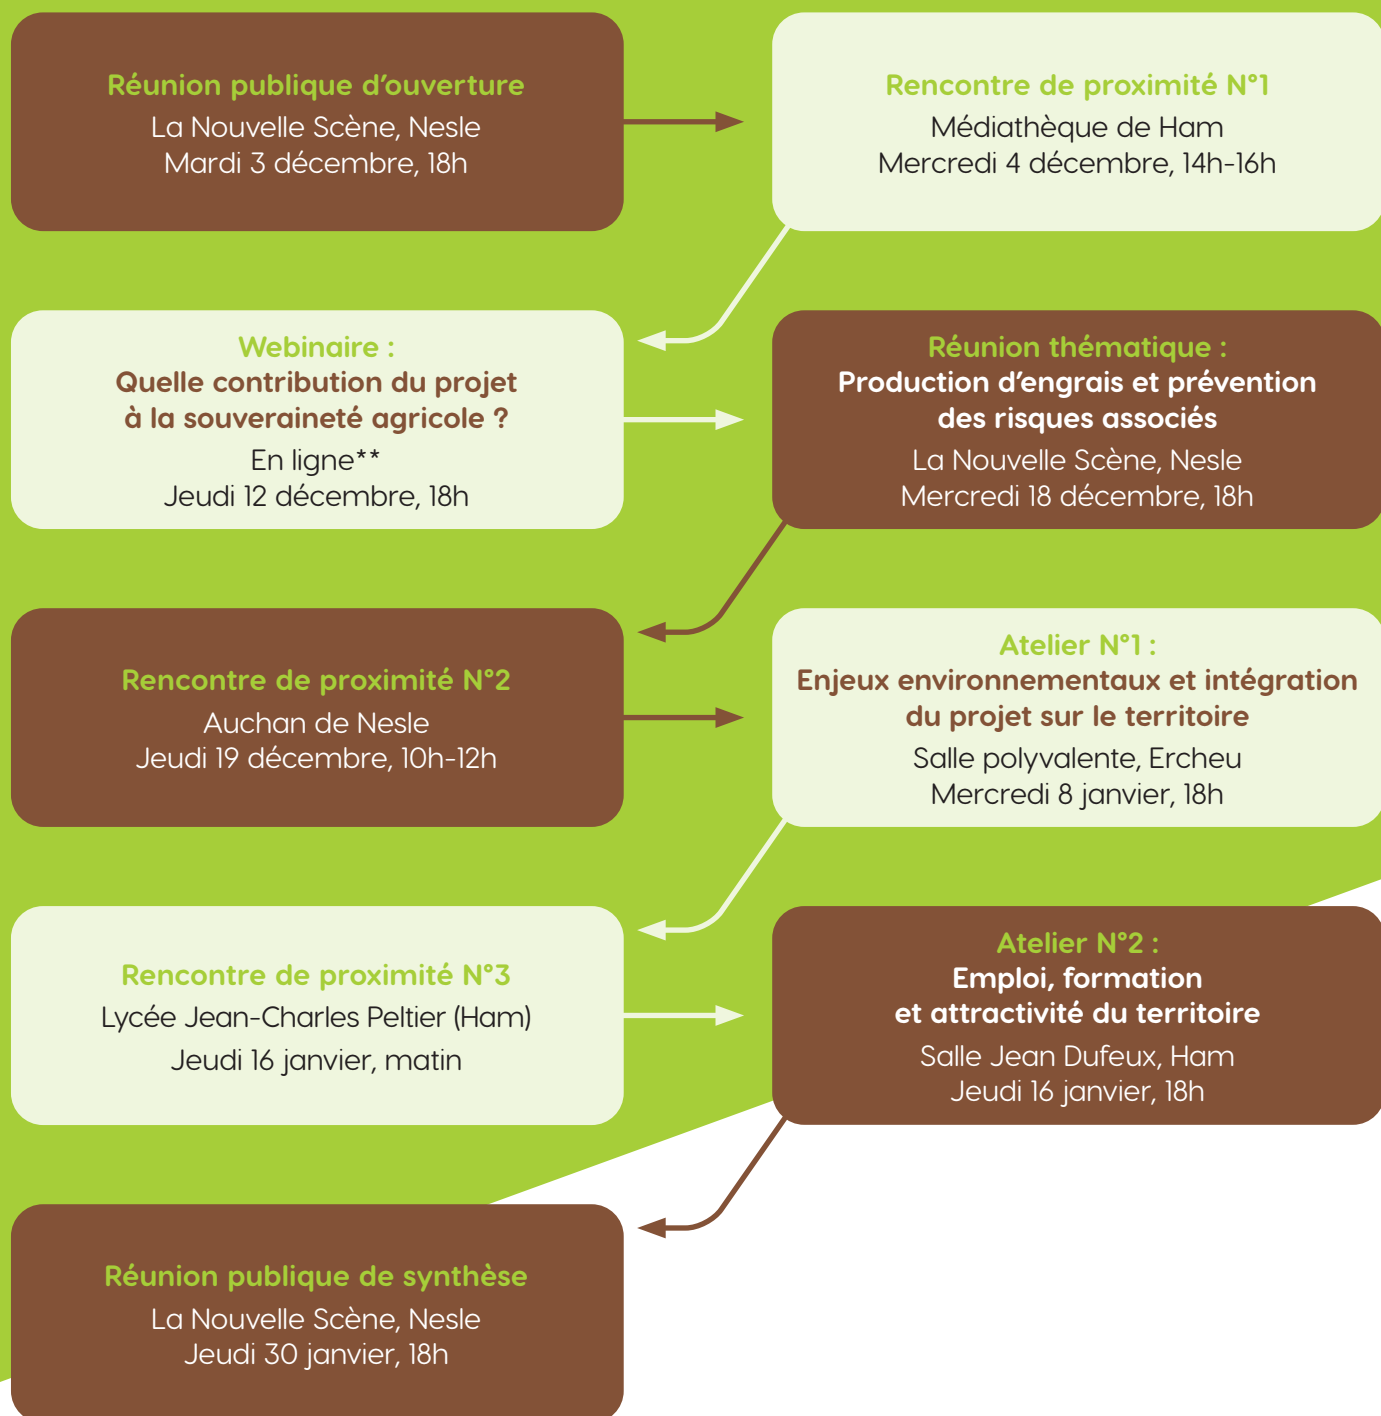 Réunion publique d'ouverture
La Nouvelle Scène, Nesle
Mardi 3 décembre, 18h
Rencontre de proximité N°1
Médiathèque de Ham
Mercredi 4 décembre, 14h-16h
Webinaire :
Quelle contribution du projet
à la souveraineté agricole ?
En ligne**
Jeudi 12 décembre, 18h
Réunion thématique :
Production d'engrais et prévention
des risques associés
La Nouvelle Scène, Nesle
Mercredi 18 décembre, 18h
Rencontre de proximité N°2
Auchan de Nesle
Jeudi 19 décembre, 10h-12h
Atelier N°1 :
Enjeux environnementaux et intégration
du projet sur le territoire
Salle polyvalente, Ercheu
Mercredi 8 janvier, 18h
Rencontre de proximité N°3
Lycée Jean-Charles Peltier (Ham)
Jeudi 16 janvier, matin
Atelier N°2 :
Emploi, formation
et attractivité du territoire
Salle Jean Dufeux, Ham
Jeudi 16 janvier, 18h
Réunion publique de synthèse
La Nouvelle Scène, Nesle
Jeudi 30 janvier, 18h